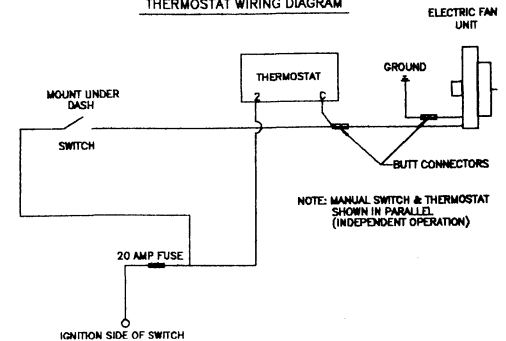 THERMOSTAT WIRING DIAGRAM
ELECTRIC FAN
UNIT
GROUND
THERMOSTAT
2 C
MOUNT UNDER
DASH
SWITCH
BUTT CONNECTORS
NOTE: MANUAL SWITCH & THERMOSTAT
SHOWN IN PARALLEL
(INDEPENDENT OPERATION)
20 AMP FUSE
IGNITION SIDE OF SWITCH